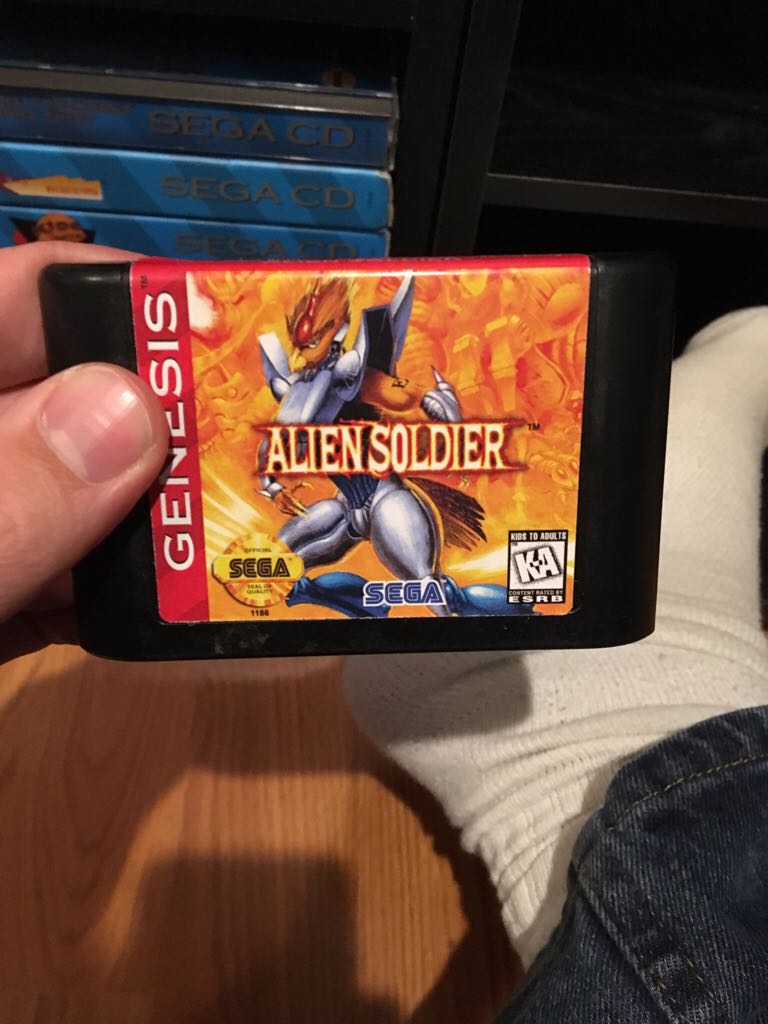 SEGA CD
SEGA CD
SEGA CD
GENESIS
TM
ALIEN SOLDIER
TM
OFFICIAL
SEGA
SEAL OF
QUALITY
1186
SEGA
KIDS TO ADULTS
K-A
CONTENT RATED BY
ESRB